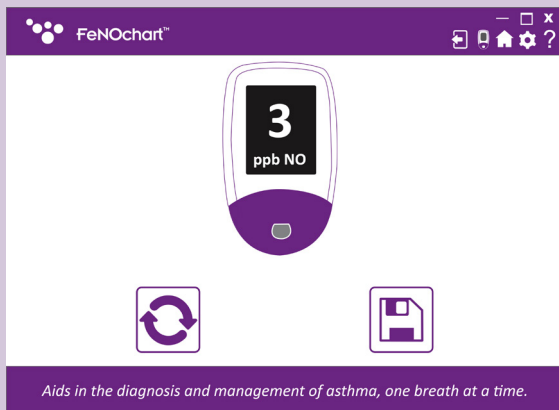 FeNOchart™
3
ppb NO
Aids in the diagnosis and management of asthma, one breath at a time.